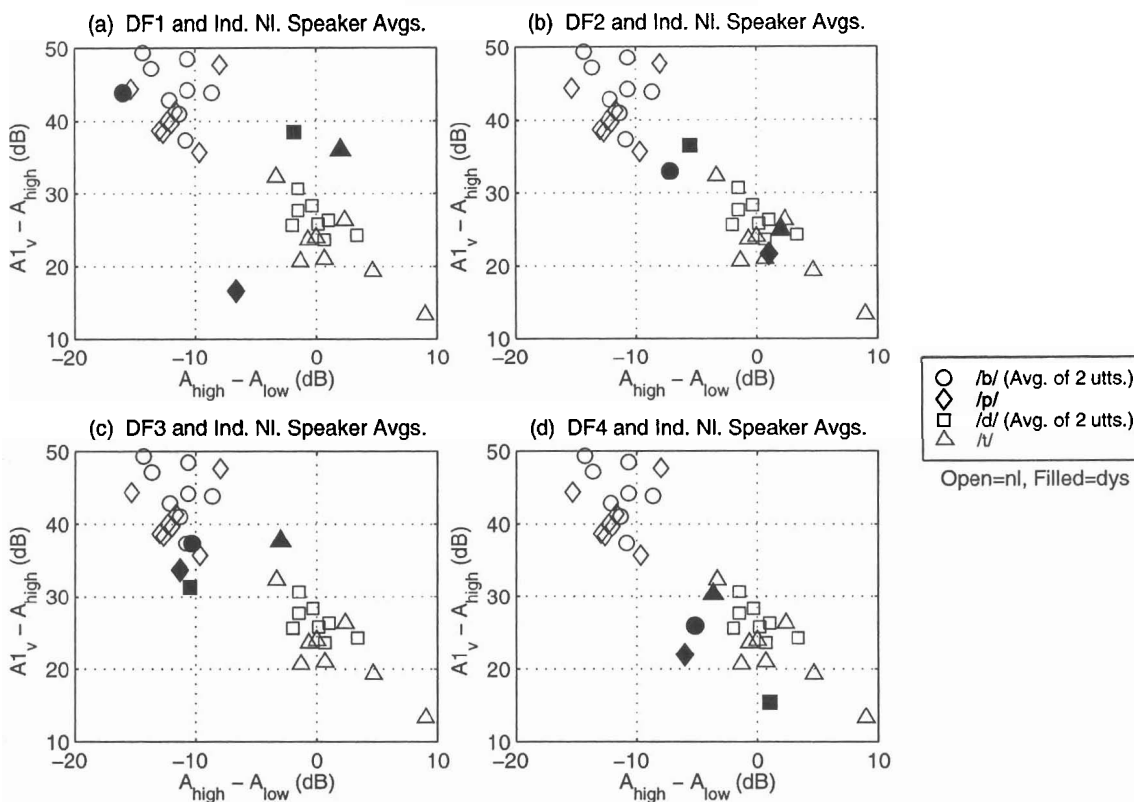 (a) DF1 and Ind. Nl. Speaker Avgs.
50
40
30
20
10
A1v – Ahigh (dB)
–20 –10 0 10
Ahigh – Alow (dB)
(b) DF2 and Ind. Nl. Speaker Avgs.
50
40
30
20
10
A1v – Ahigh (dB)
–20 –10 0 10
Ahigh – Alow (dB)
/b/ (Avg. of 2 utts.)
/p/
/d/ (Avg. of 2 utts.)
/t/
Open=nl, Filled=dys
(c) DF3 and Ind. Nl. Speaker Avgs.
50
40
30
20
10
A1v – Ahigh (dB)
–20 –10 0 10
Ahigh – Alow (dB)
(d) DF4 and Ind. Nl. Speaker Avgs.
50
40
30
20
10
A1v – Ahigh (dB)
–20 –10 0 10
Ahigh – Alow (dB)